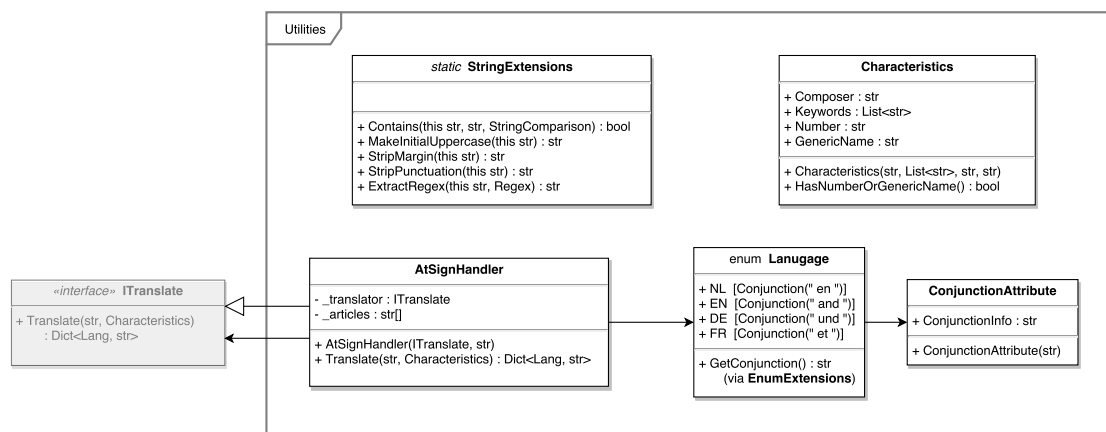 Utilities
static StringExtensions
+ Contains(this str, str, StringComparison) : bool
+ MakeInitialUppercase(this str) : str
+ StripMargin(this str) : str
+ StripPunctuation(this str) : str
+ ExtractRegex(this str, Regex) : str
Characteristics
+ Composer : str
+ Keywords : List<str>
+ Number : str
+ GenericName : str
+ Characteristics(str, List<str>, str, str)
+ HasNumberOrGenericName() : bool
«interface» ITranslate
+ Translate(str, Characteristics)
: Dict<Lang, str>
AtSignHandler
- _translator : ITranslate
- _articles : str[]
+ AtSignHandler(ITranslate, str)
+ Translate(str, Characteristics) : Dict<Lang, str>
enum Lanugage
+ NL [Conjunction(" en ")]
+ EN [Conjunction(" and ")]
+ DE [Conjunction(" und ")]
+ FR [Conjunction(" et ")]
+ GetConjunction() : str
(via EnumExtensions)
ConjunctionAttribute
+ ConjunctionInfo : str
+ ConjunctionAttribute(str)